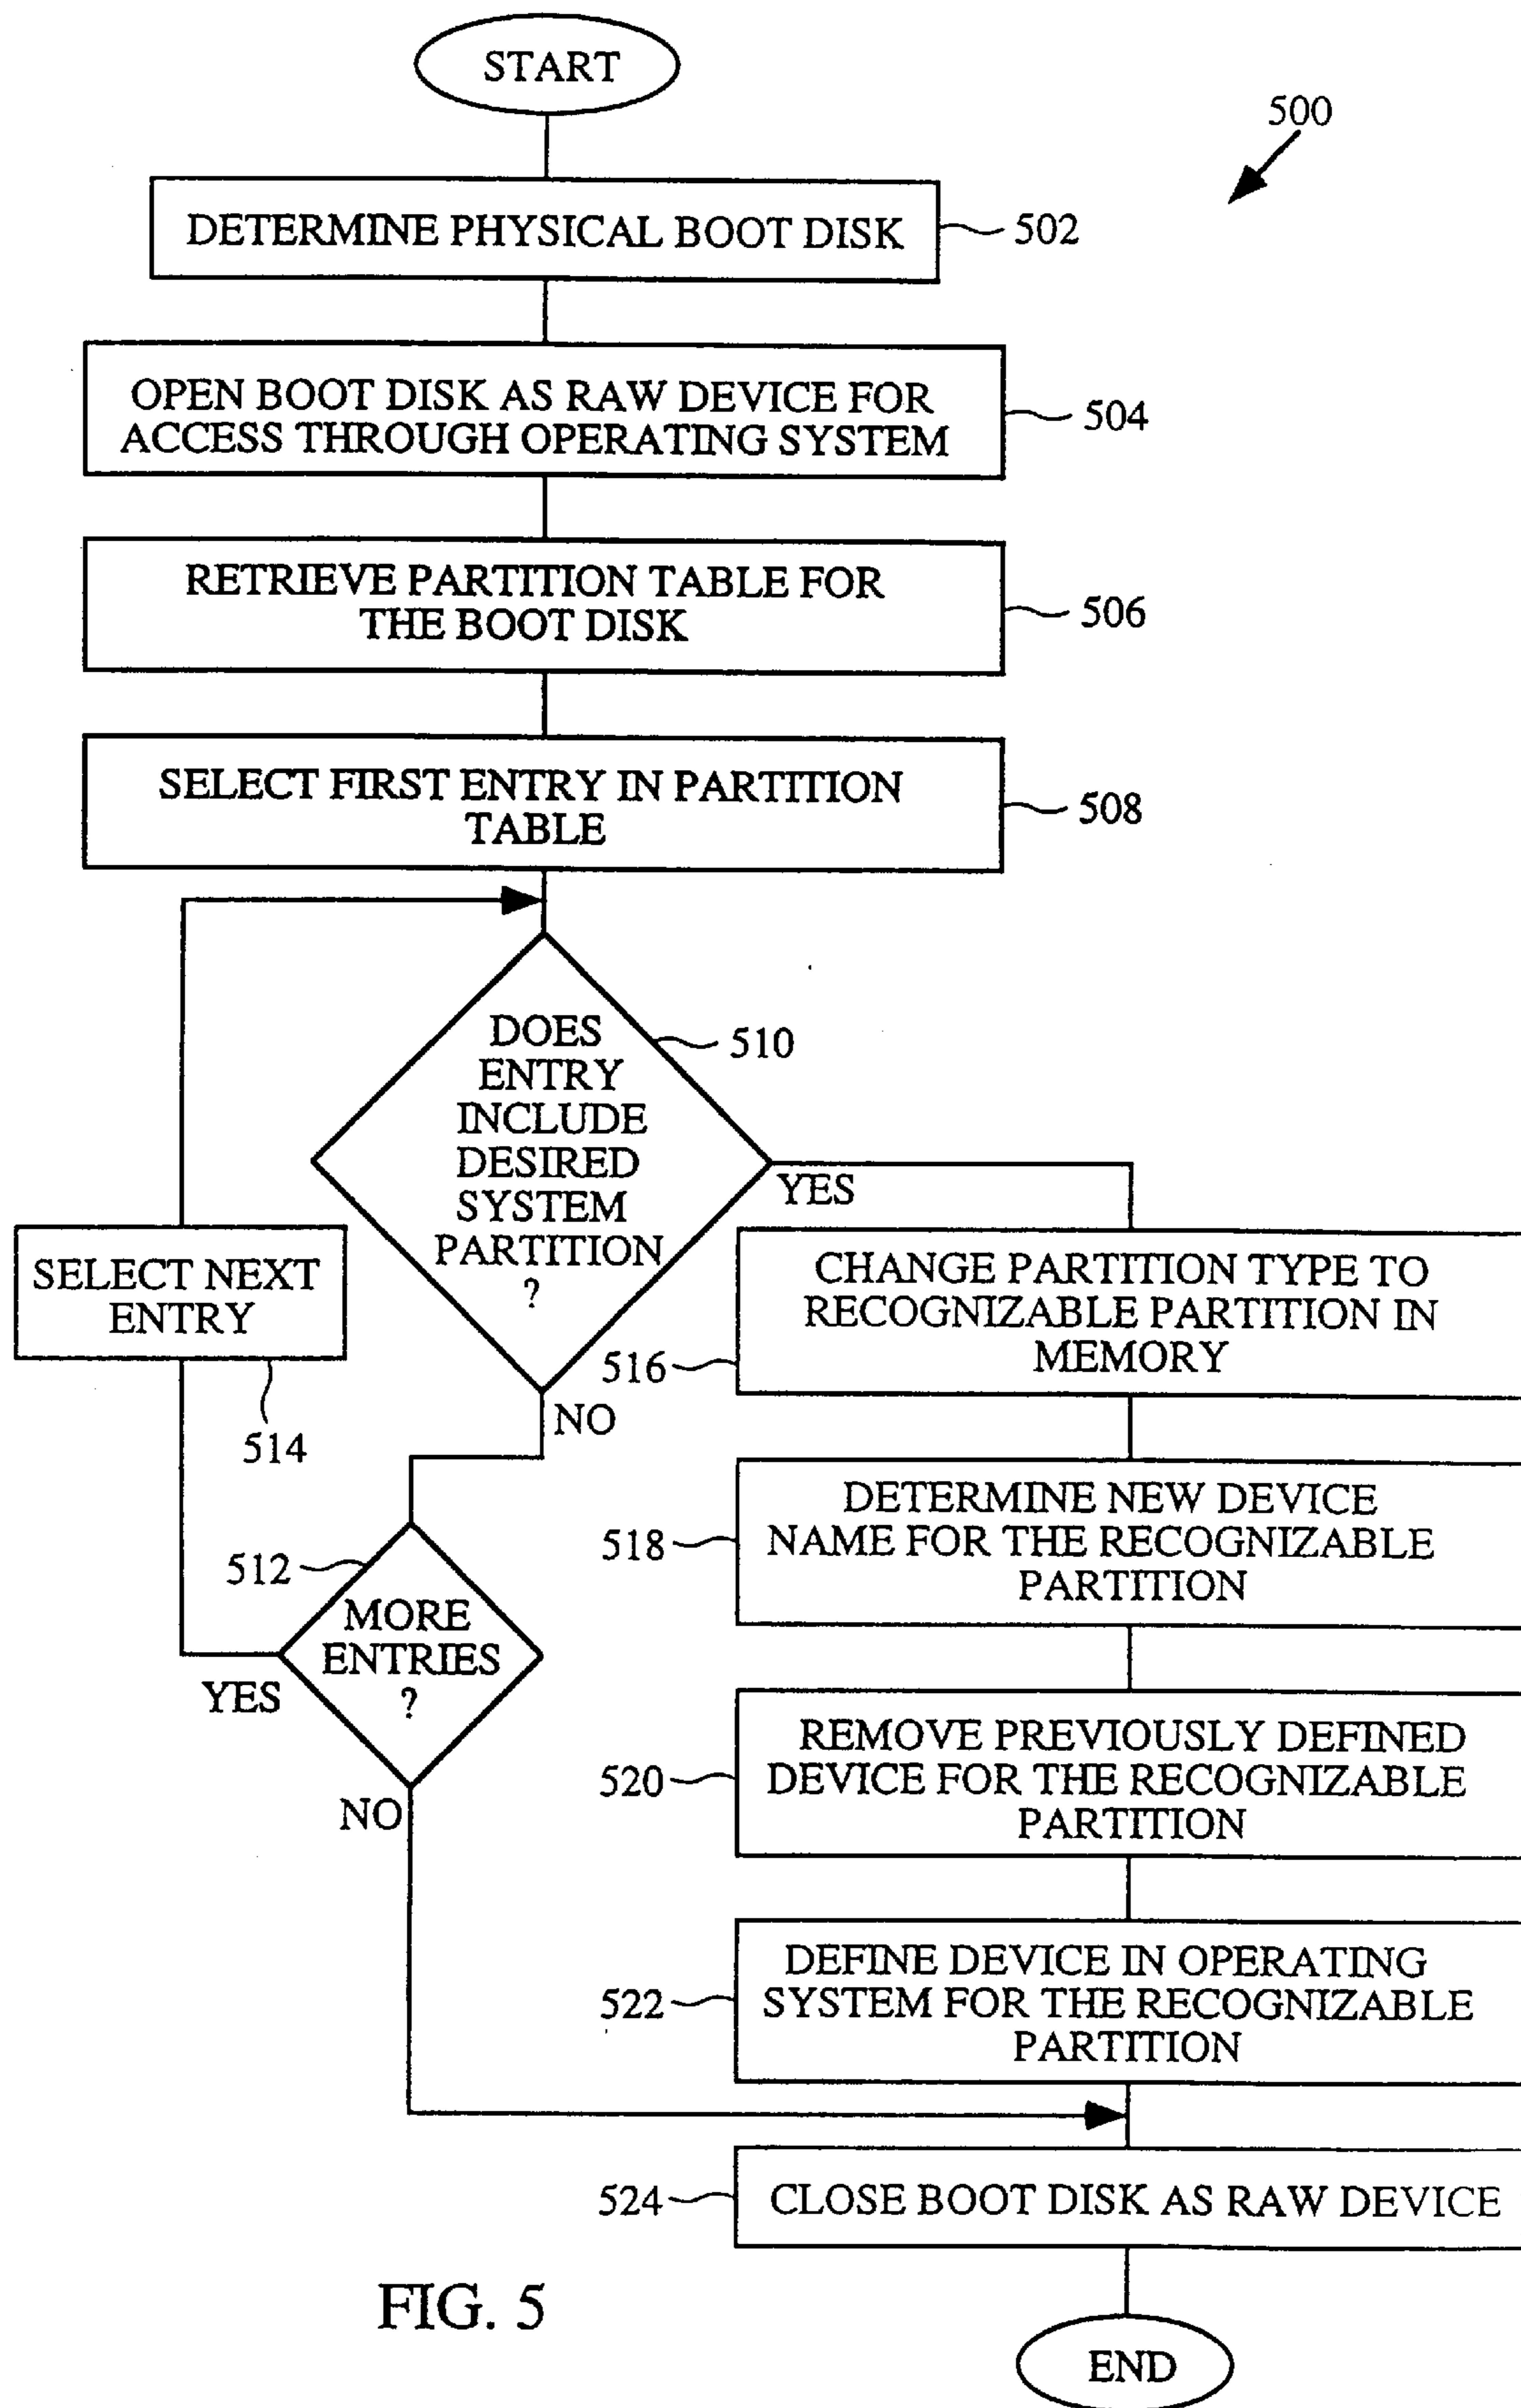 START
500
DETERMINE PHYSICAL BOOT DISK
502
OPEN BOOT DISK AS RAW DEVICE FOR
ACCESS THROUGH OPERATING SYSTEM
504
RETRIEVE PARTITION TABLE FOR
THE BOOT DISK
506
SELECT FIRST ENTRY IN PARTITION
TABLE
508
DOES
ENTRY
INCLUDE
DESIRED
SYSTEM
PARTITION
?
510
YES
NO
SELECT NEXT
ENTRY
514
MORE
ENTRIES
?
512
YES
NO
CHANGE PARTITION TYPE TO
RECOGNIZABLE PARTITION IN
MEMORY
516
DETERMINE NEW DEVICE
NAME FOR THE RECOGNIZABLE
PARTITION
518
REMOVE PREVIOUSLY DEFINED
DEVICE FOR THE RECOGNIZABLE
PARTITION
520
DEFINE DEVICE IN OPERATING
SYSTEM FOR THE RECOGNIZABLE
PARTITION
522
CLOSE BOOT DISK AS RAW DEVICE
524
END
FIG. 5